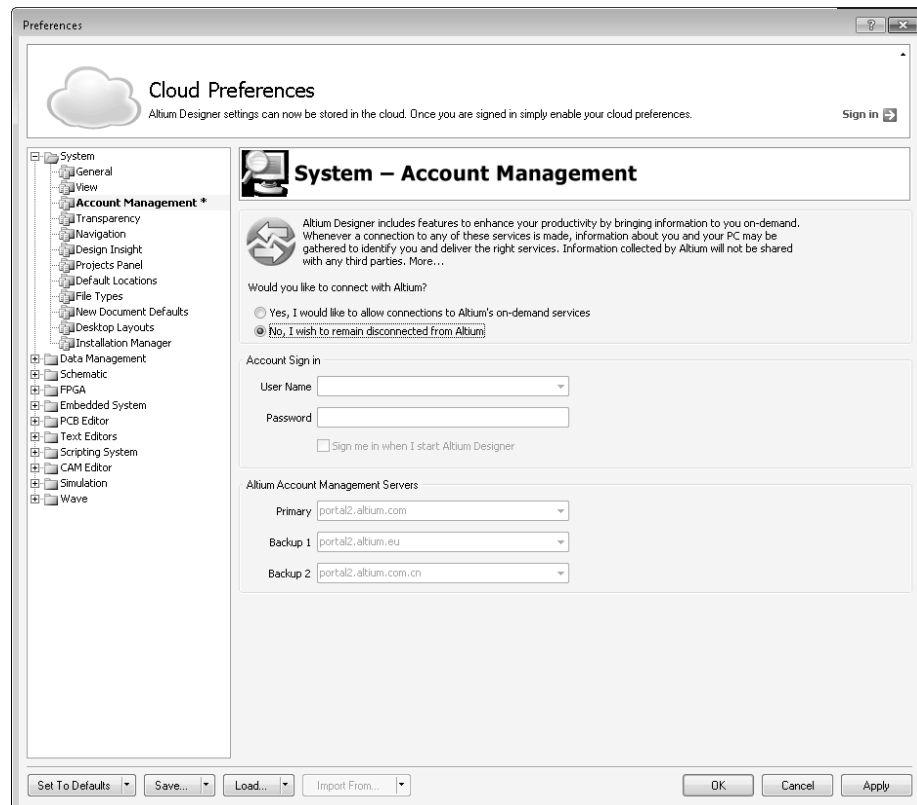 Preferences
Cloud Preferences
Altium Designer settings can now be stored in the cloud. Once you are signed in simply enable your cloud preferences.
Sign in
System
General
View
Account Management *
Transparency
Navigation
Design Insight
Projects Panel
Default Locations
File Types
New Document Defaults
Desktop Layouts
Installation Manager
Data Management
Schematic
FPGA
Embedded System
PCB Editor
Text Editors
Scripting System
CAM Editor
Simulation
Wave
System – Account Management
Altium Designer includes features to enhance your productivity by bringing information to you on-demand.
Whenever a connection to any of these services is made, information about you and your PC may be
gathered to identify you and deliver the right services. Information collected by Altium will not be shared
with any third parties. More...
Would you like to connect with Altium?
Yes, I would like to allow connections to Altium's on-demand services
No, I wish to remain disconnected from Altium
Account Sign in
User Name
Password
Sign me in when I start Altium Designer
Altium Account Management Servers
Primary portal2.altium.com
Backup 1 portal2.altium.eu
Backup 2 portal2.altium.com.cn
Set To Defaults Save... Load... Import From... OK Cancel Apply